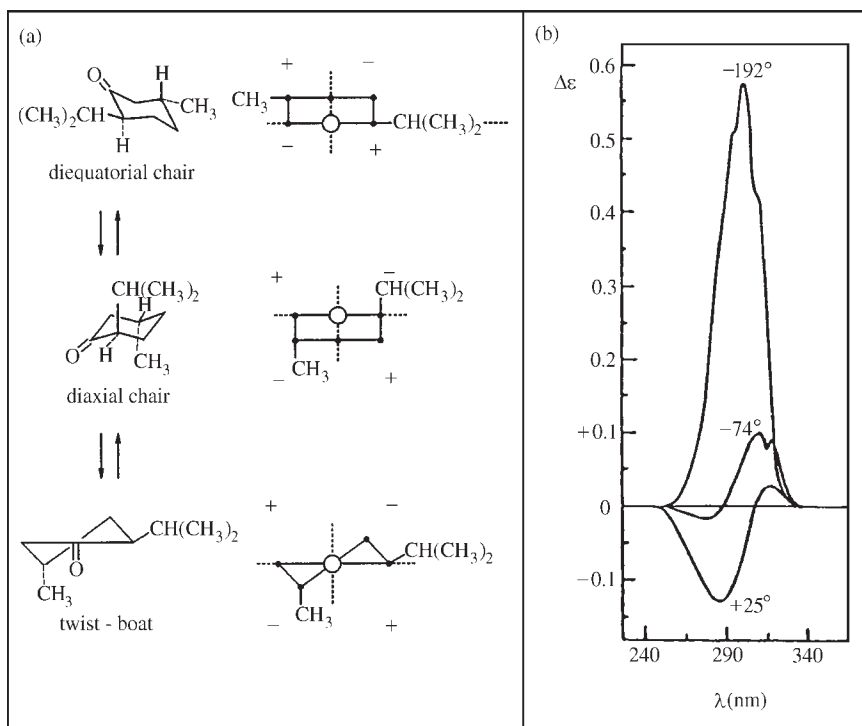 (a)
O
H
CH₃
(CH₃)₂CH
H
diequatorial chair
+ −
CH₃
CH(CH₃)₂
− +
CH(CH₃)₂
H
O
H
CH₃
diaxial chair
+ −
CH(CH₃)₂
CH₃
− +
CH(CH₃)₂
O
CH₃
twist - boat
+ −
CH(CH₃)₂
CH₃
− +
(b)
Δε
0.6
0.5
0.4
0.3
0.2
+0.1
0
−0.1
−192°
−74°
+25°
240 290 340
λ(nm)